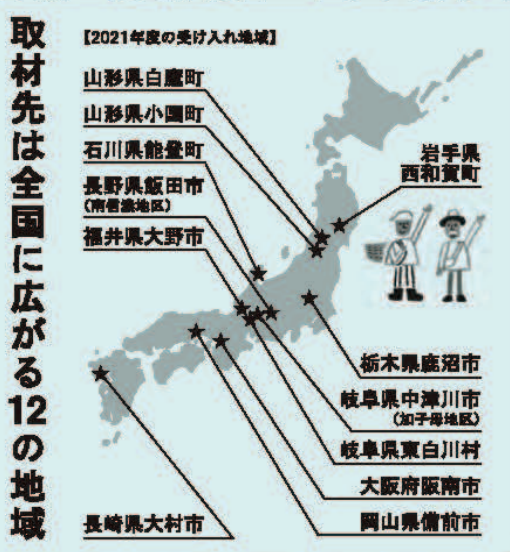 取材先は全国に広がる12の地域
【2021年度の受け入れ地域】
山形県白鷹町
山形県小国町
石川県能登町
長野県飯田市
(南信濃地区)
福井県大野市
岩手県
西和賀町
栃木県鹿沼市
岐阜県中津川市
(加子母地区)
岐阜県東白川村
大阪府阪南市
岡山県備前市
長崎県大村市